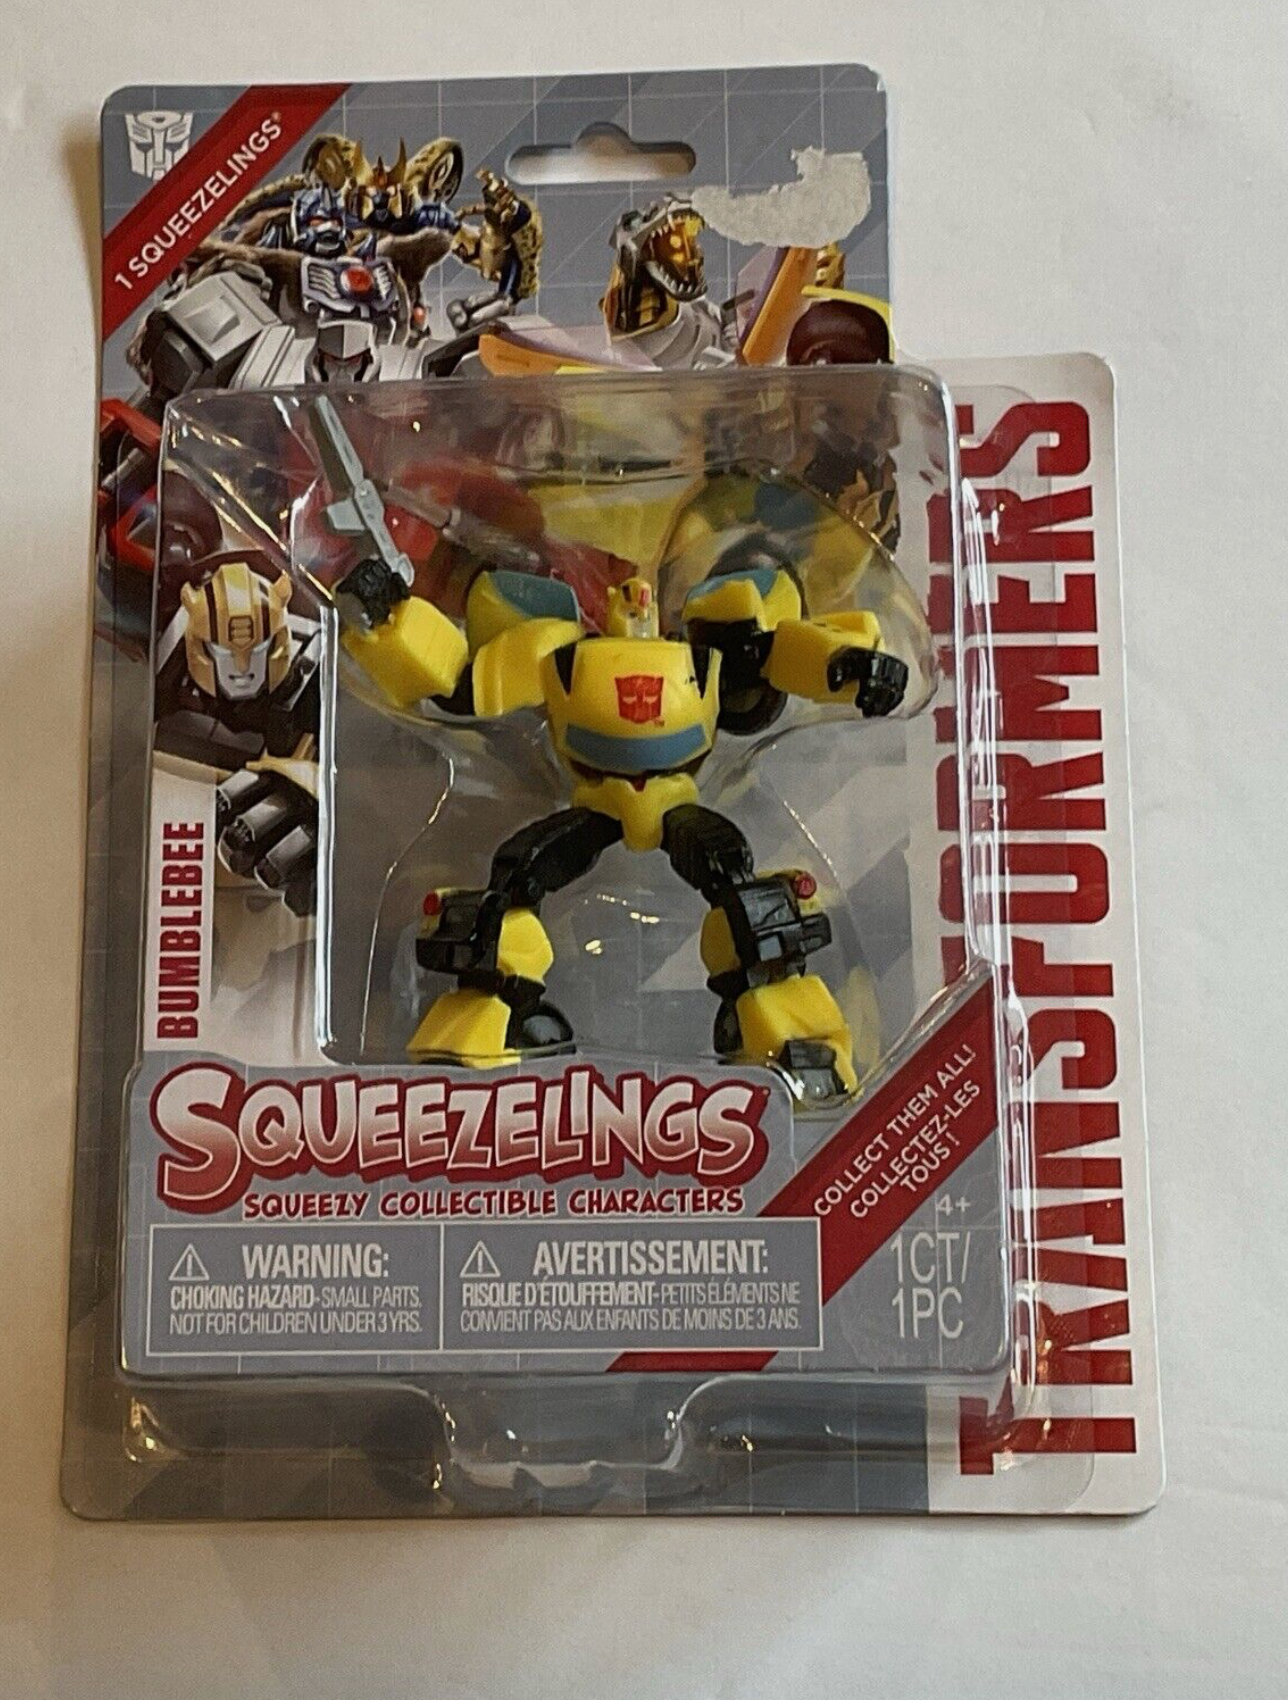 1 SQUEEZELINGS®
TRANSFORMERS
BUMBLEBEE
SQUEEZELINGS
SQUEEZY COLLECTIBLE CHARACTERS
COLLECT THEM ALL!
COLLECTEZ-LES
TOUS !
4+
1CT/
1PC
WARNING:
CHOKING HAZARD-SMALL PARTS.
NOT FOR CHILDREN UNDER 3 YRS.
AVERTISSEMENT:
RISQUE D'ÉTOUFFEMENT-PETITS ÉLÉMENTS NE
CONVIENT PAS AUX ENFANTS DE MOINS DE 3 ANS.